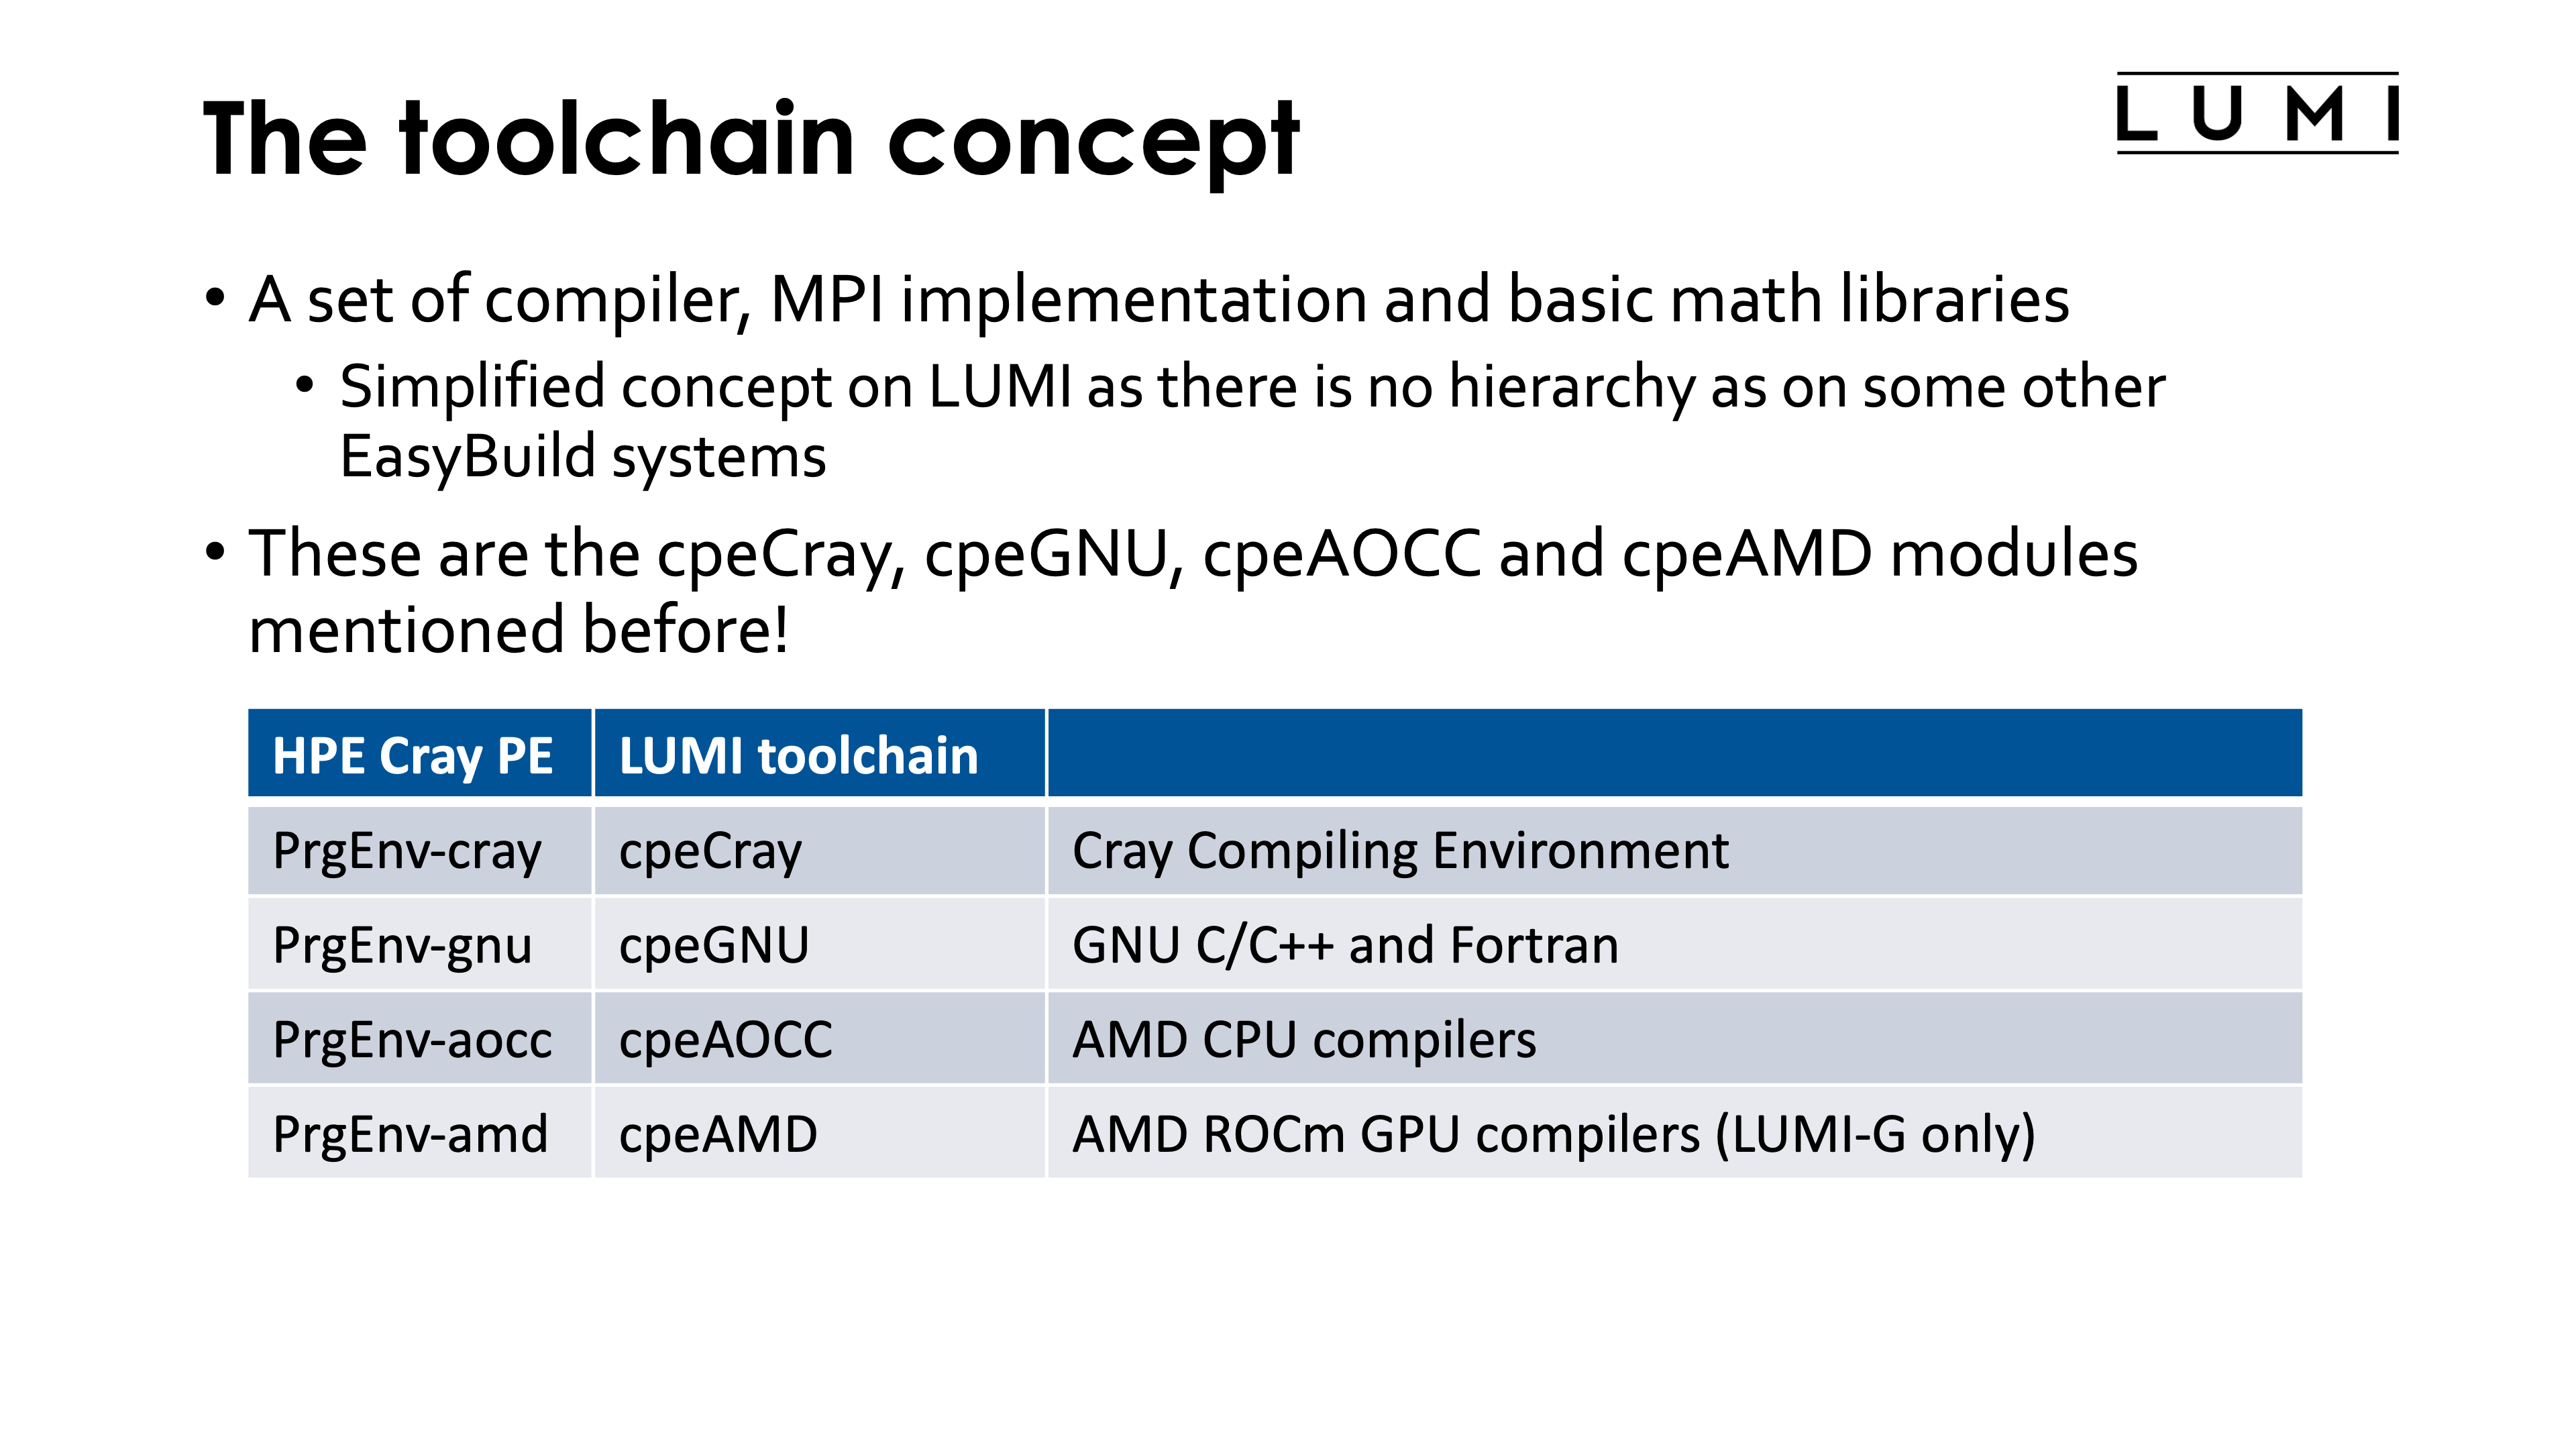 The toolchain concept
LUMI
• A set of compiler, MPI implementation and basic math libraries
• Simplified concept on LUMI as there is no hierarchy as on some other
EasyBuild systems
• These are the cpeCray, cpeGNU, cpeAOCC and cpeAMD modules
mentioned before!
HPE Cray PE LUMI toolchain
PrgEnv-cray cpeCray Cray Compiling Environment
PrgEnv-gnu cpeGNU GNU C/C++ and Fortran
PrgEnv-aocc cpeAOCC AMD CPU compilers
PrgEnv-amd cpeAMD AMD ROCm GPU compilers (LUMI-G only)